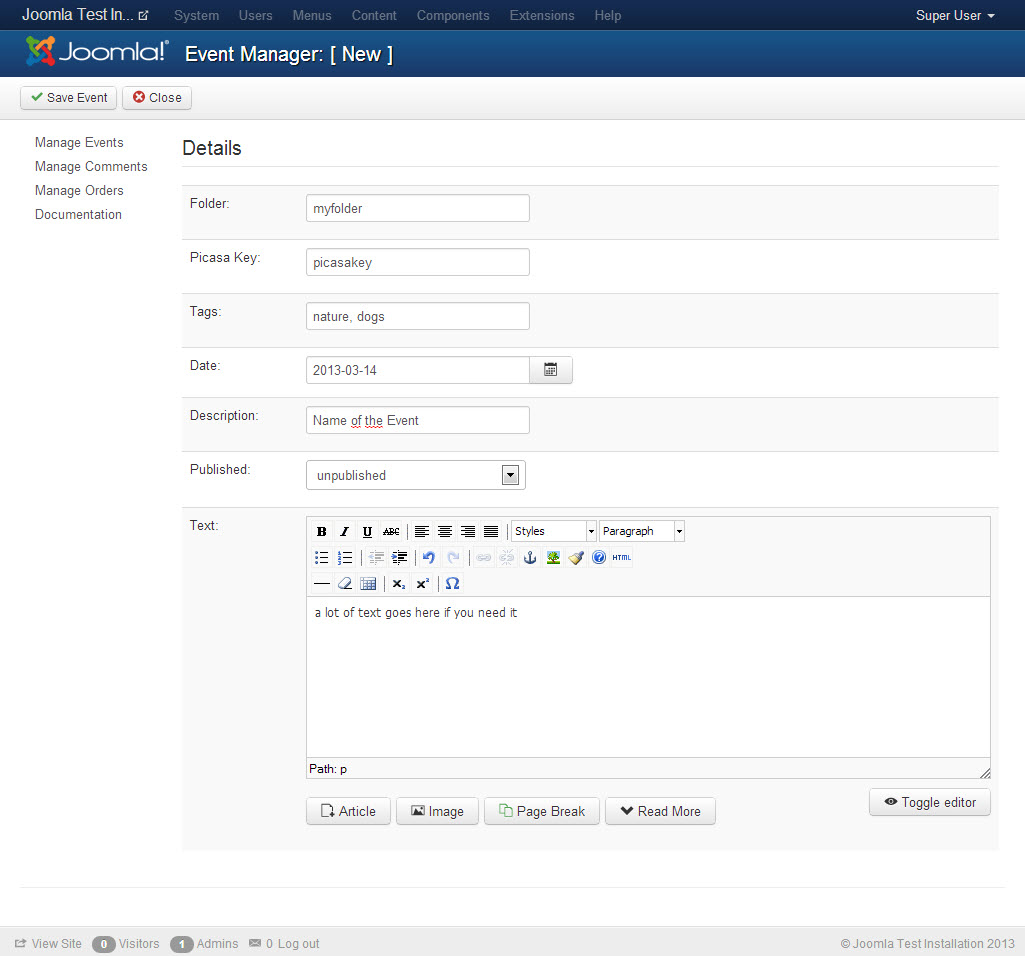 Joomla Test In... System Users Menus Content Components Extensions Help Super User
Joomla!® Event Manager: [ New ]
Save Event Close
Manage Events
Manage Comments
Manage Orders
Documentation
Details
Folder: myfolder
Picasa Key: picasakey
Tags: nature, dogs
Date: 2013-03-14
Description: Name of the Event
Published: unpublished
Text:
B I U ABC Styles Paragraph
HTML
x₂ x² Ω
a lot of text goes here if you need it
Path: p
Article Image Page Break Read More Toggle editor
View Site 0 Visitors 1 Admins 0 Log out © Joomla Test Installation 2013